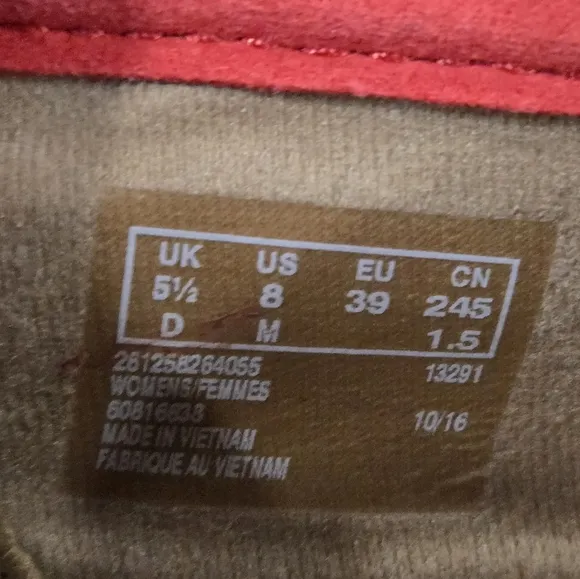 UK US EU CN
5½ 8 39 245
D M 1.5
261258264055 13291
WOMENS/FEMMES
10/16
MADE IN VIETNAM
FABRIQUE AU VIETNAM